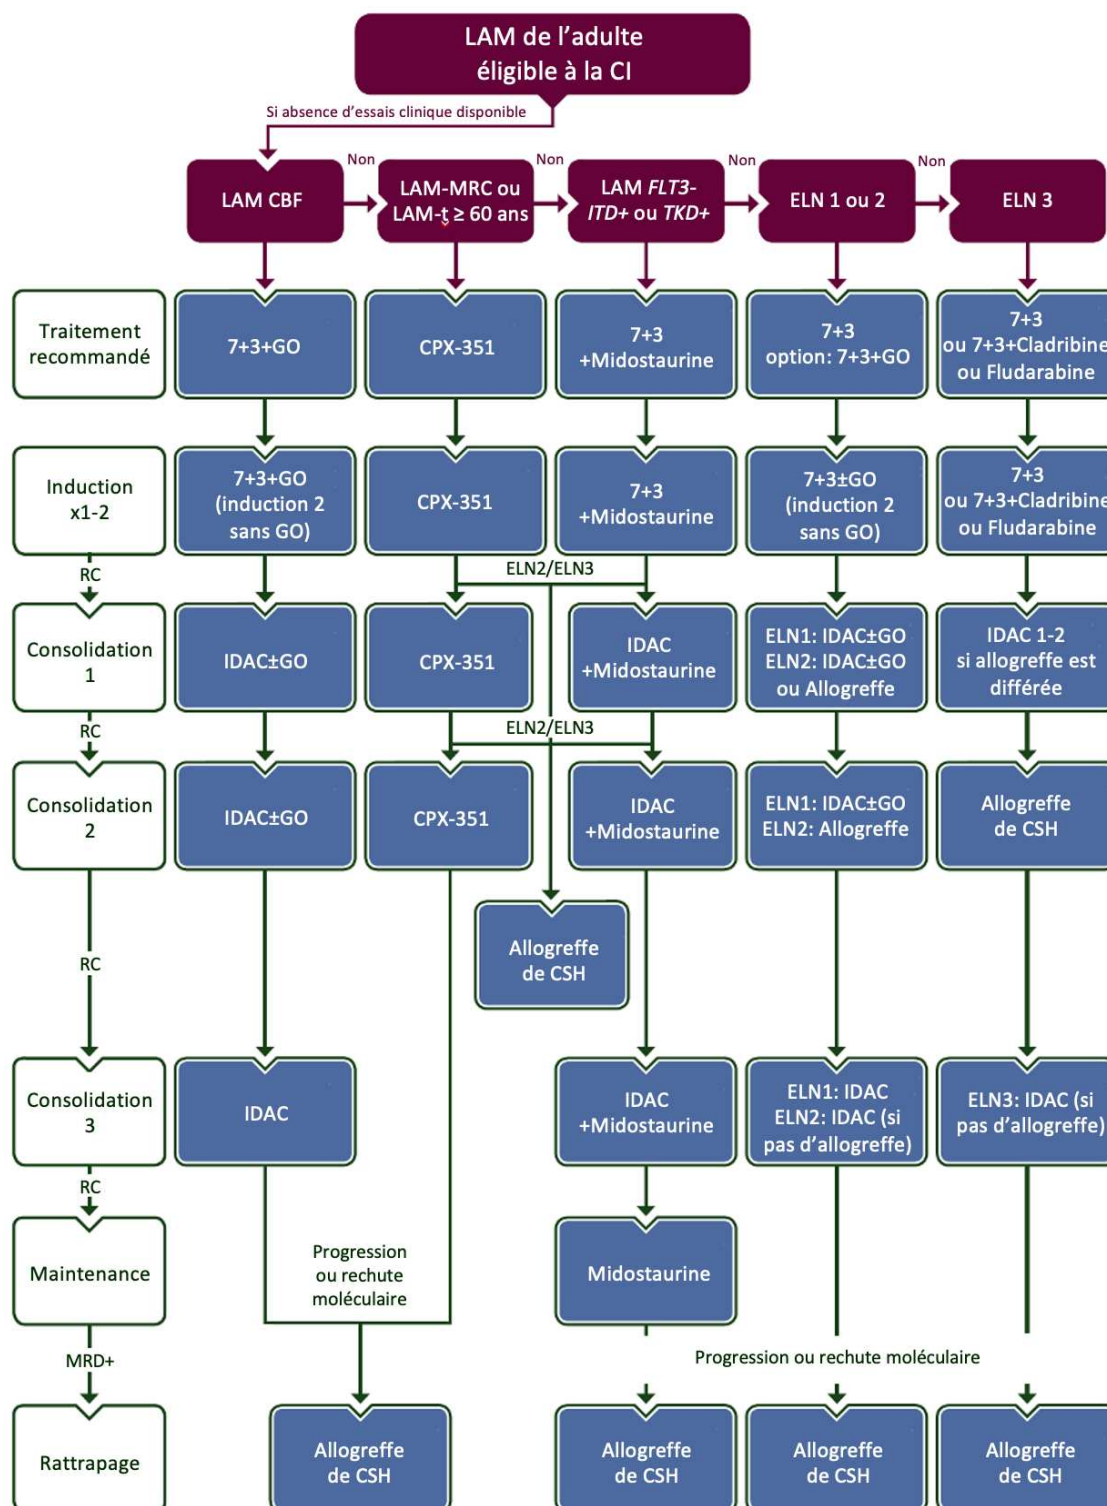 LAM de l’adulte
éligible à la CI
Si absence d’essais clinique disponible
Non
Non
Non
Non
LAM CBF
LAM-MRC ou
LAM-t ≥ 60 ans
LAM FLT3-
ITD+ ou TKD+
ELN 1 ou 2
ELN 3
Traitement
recommandé
7+3+GO
CPX-351
7+3
+Midostaurine
7+3
option: 7+3+GO
7+3
ou 7+3+Cladribine
ou Fludarabine
Induction
x1-2
7+3+GO
(induction 2
sans GO)
CPX-351
7+3
+Midostaurine
7+3±GO
(induction 2
sans GO)
7+3
ou 7+3+Cladribine
ou Fludarabine
RC
ELN2/ELN3
Consolidation
1
IDAC±GO
CPX-351
IDAC
+Midostaurine
ELN1: IDAC±GO
ELN2: IDAC±GO
ou Allogreffe
IDAC 1-2
si allogreffe est
différée
RC
ELN2/ELN3
Consolidation
2
IDAC±GO
CPX-351
IDAC
+Midostaurine
ELN1: IDAC±GO
ELN2: Allogreffe
Allogreffe
de CSH
Allogreffe
de CSH
RC
Consolidation
3
IDAC
IDAC
+Midostaurine
ELN1: IDAC
ELN2: IDAC (si
pas d’allogreffe)
ELN3: IDAC (si
pas d’allogreffe)
RC
Maintenance
Progression
ou rechute
moléculaire
Midostaurine
MRD+
Progression ou rechute moléculaire
Rattrapage
Allogreffe
de CSH
Allogreffe
de CSH
Allogreffe
de CSH
Allogreffe
de CSH